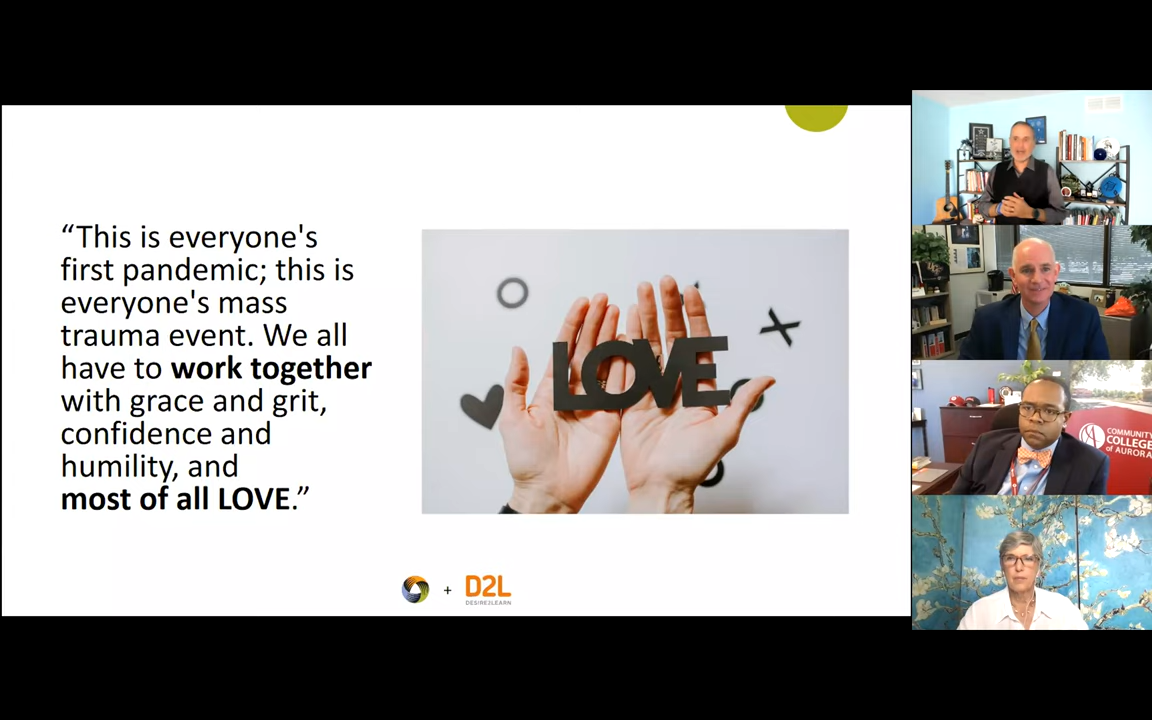 “This is everyone's
first pandemic; this is
everyone's mass
trauma event. We all
have to work together
with grace and grit,
confidence and
humility, and
most of all LOVE.”
LOVE
+
D2L
DESIRE2LEARN
COMMUNITY
COLLEGE
of AURORA